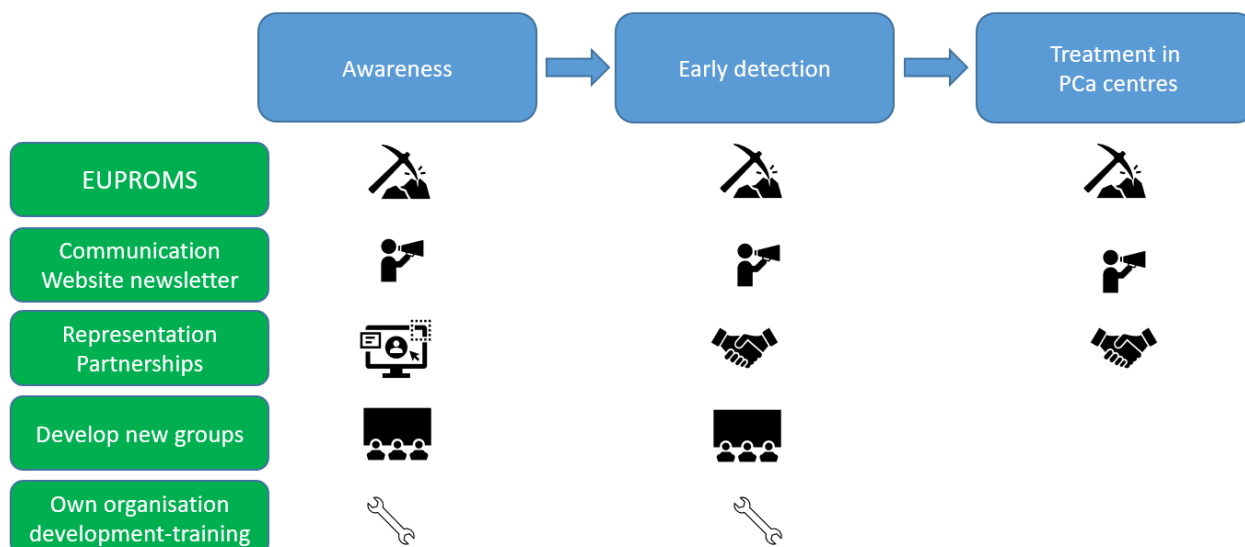 Awareness
Early detection
Treatment in
PCa centres
EUPROMS
Communication
Website newsletter
Representation
Partnerships
Develop new groups
Own organisation
development-training